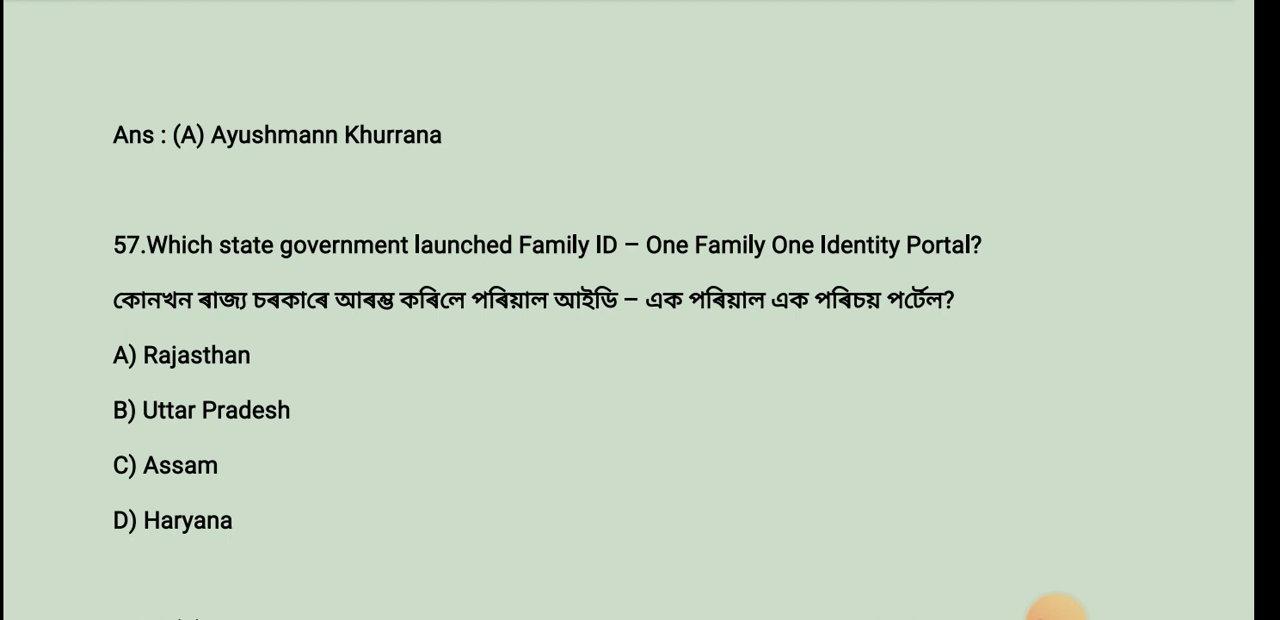 Ans : (A) Ayushmann Khurrana
57.Which state government launched Family ID – One Family One Identity Portal?
কোনখন ৰাজ্য চৰকাৰে আৰম্ভ কৰিলে পৰিয়াল আইডি – এক পৰিয়াল এক পৰিচয় পৰ্টেল?
A) Rajasthan
B) Uttar Pradesh
C) Assam
D) Haryana